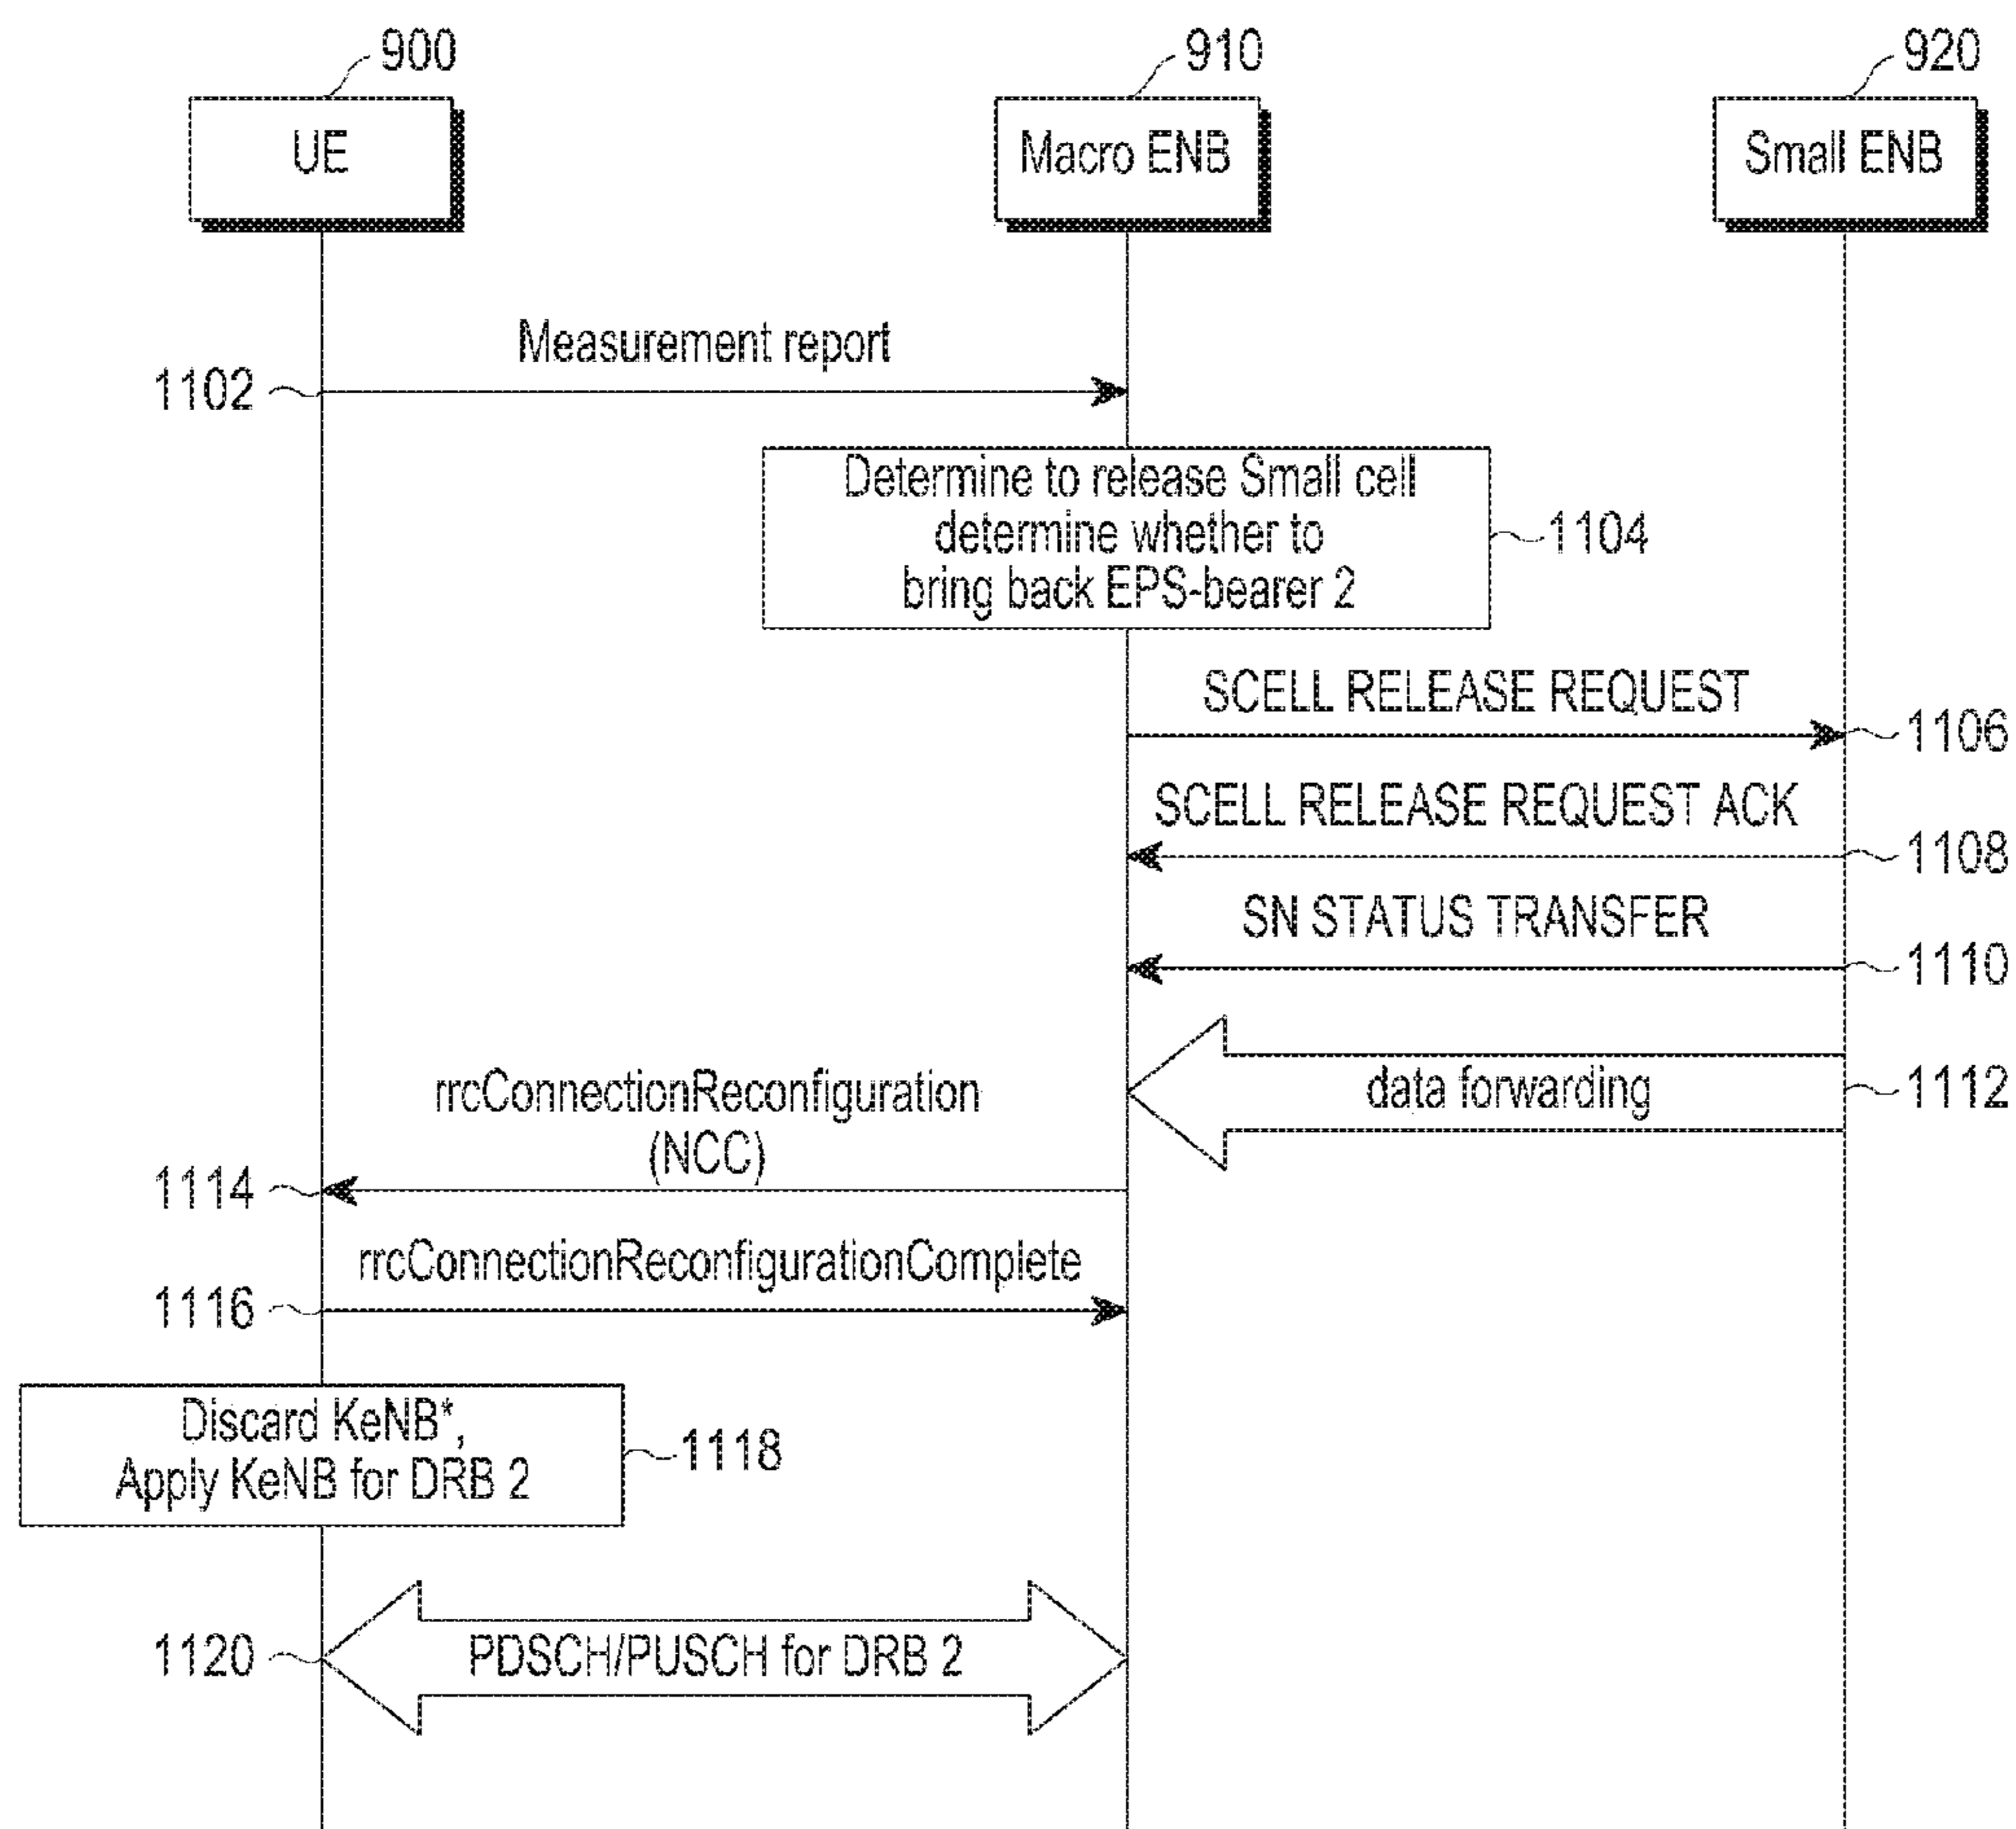 900
910
920
UE
Macro ENB
Small ENB
Measurement report
1102
Determine to release Small cell
determine whether to
bring back EPS-bearer 2
1104
SCELL RELEASE REQUEST
1106
SCELL RELEASE REQUEST ACK
1108
SN STATUS TRANSFER
1110
data forwarding
1112
rrcConnectionReconfiguration
(NCC)
1114
rrcConnectionReconfigurationComplete
1116
Discard KeNB*,
Apply KeNB for DRB 2
1118
PDSCH/PUSCH for DRB 2
1120